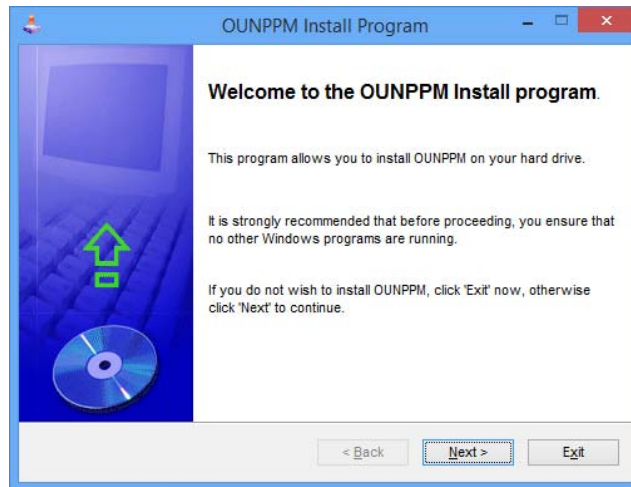 OUNPPM Install Program
Welcome to the OUNPPM Install program.
This program allows you to install OUNPPM on your hard drive.
It is strongly recommended that before proceeding, you ensure that
no other Windows programs are running.
If you do not wish to install OUNPPM, click 'Exit' now, otherwise
click 'Next' to continue.
< Back Next > Exit